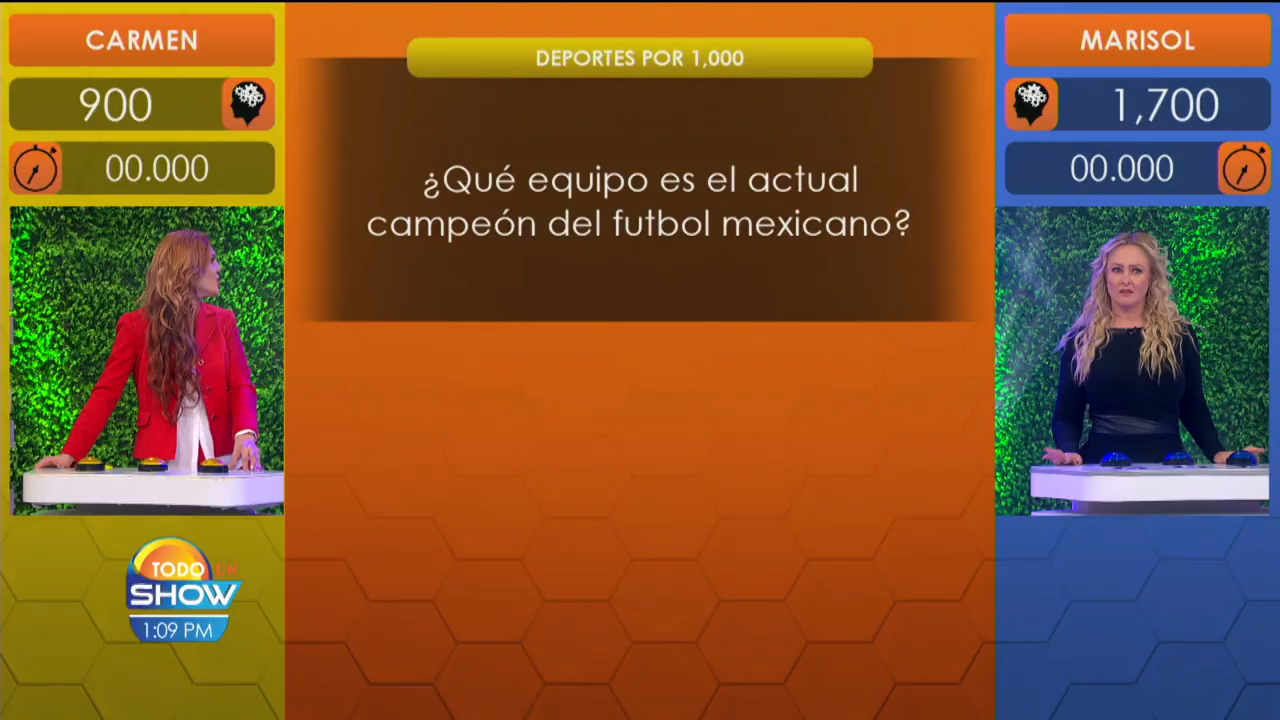 CARMEN
900
00.000
DEPORTES POR 1,000
¿Qué equipo es el actual
campeón del futbol mexicano?
MARISOL
1,700
00.000
TODO UN
SHOW
1:09 PM